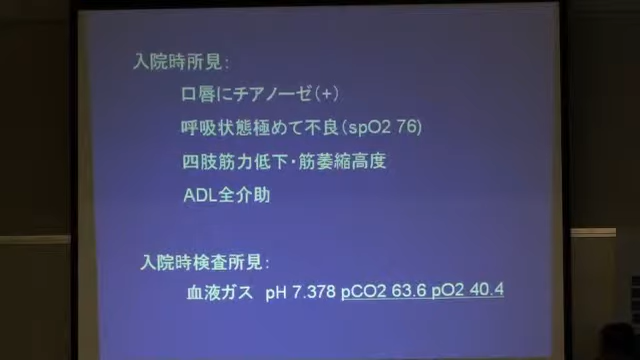 入院時所見：
口唇にチアノーゼ(+)
呼吸状態極めて不良(spO2 76)
四肢筋力低下・筋萎縮高度
ADL全介助
入院時検査所見：
血液ガス pH 7.378 pCO2 63.6 pO2 40.4